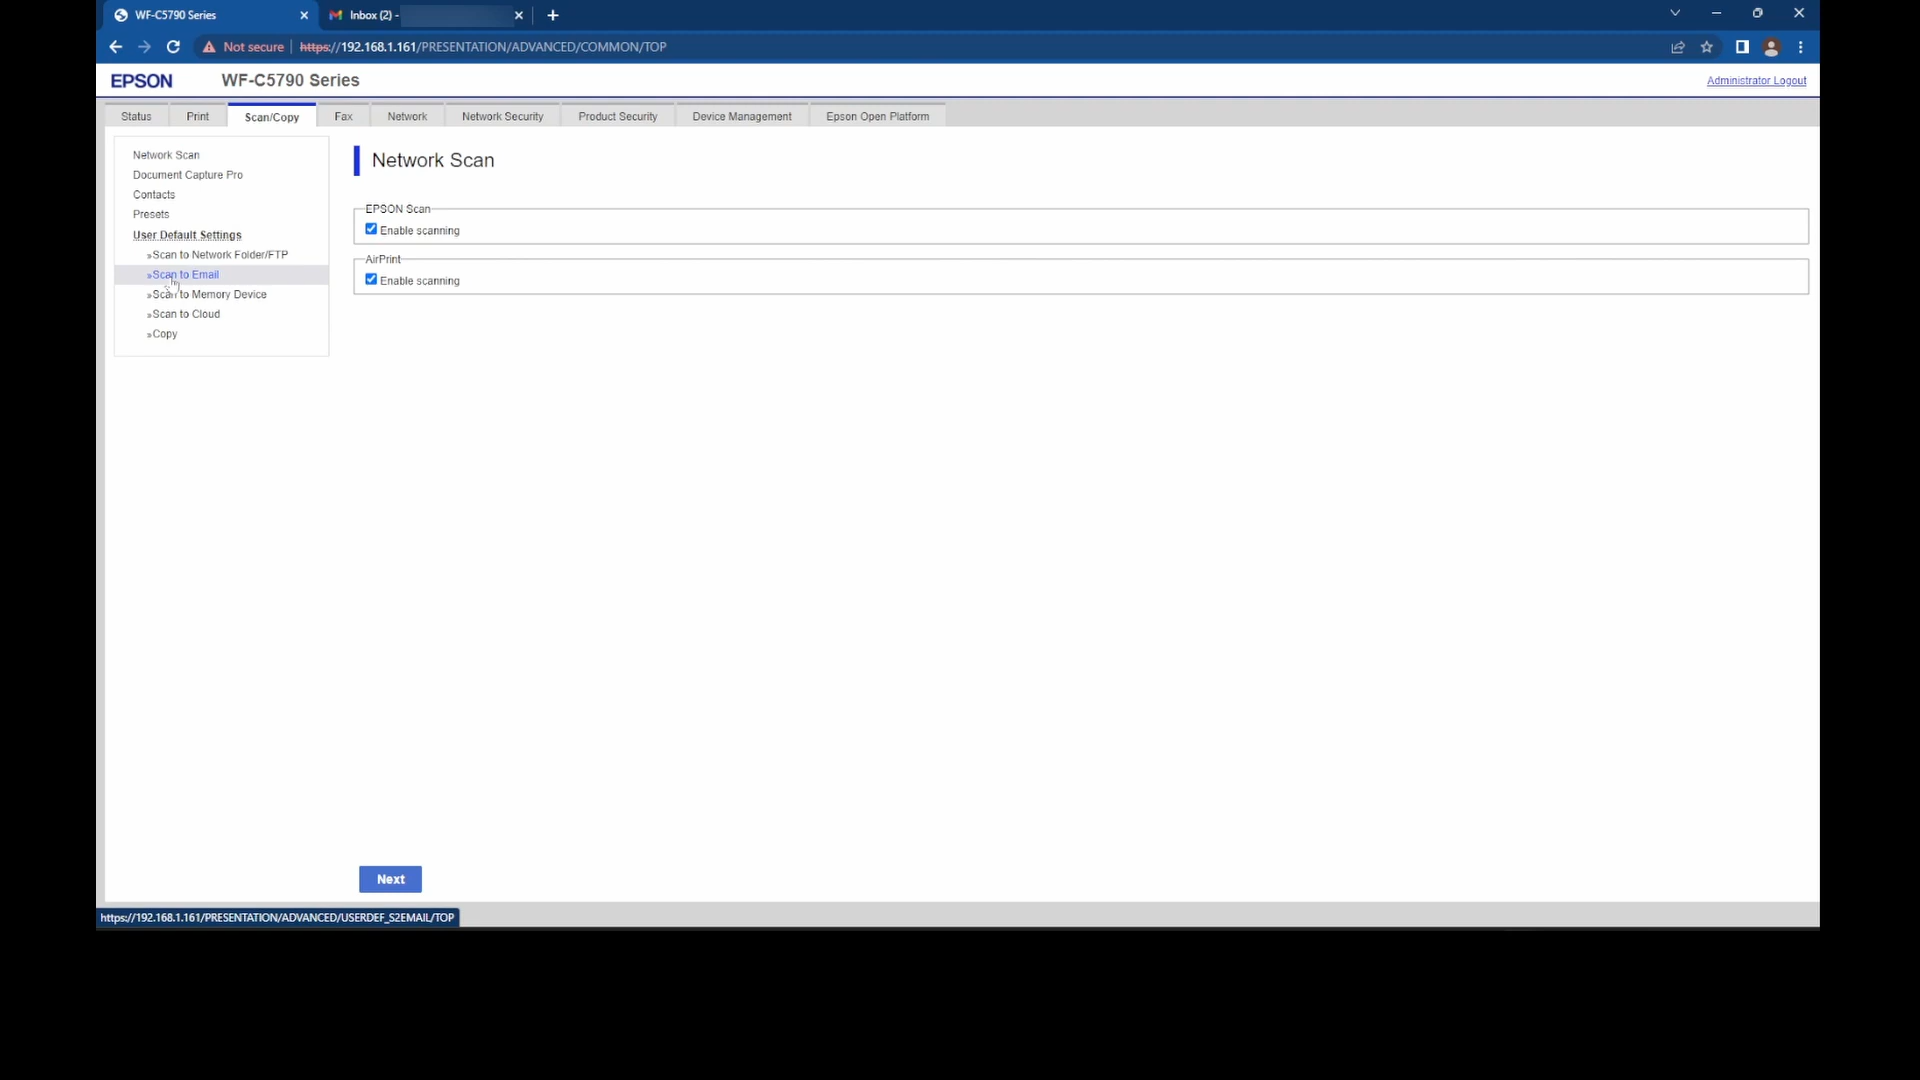 WF-C5790 Series
Inbox (2) -
Not secure https://192.168.1.161/PRESENTATION/ADVANCED/COMMON/TOP
EPSON WF-C5790 Series Administrator Logout
Status Print Scan/Copy Fax Network Network Security Product Security Device Management Epson Open Platform
Network Scan
Document Capture Pro
Contacts
Presets
User Default Settings
»Scan to Network Folder/FTP
»Scan to Email
»Scan to Memory Device
»Scan to Cloud
»Copy
Network Scan
EPSON Scan
Enable scanning
AirPrint
Enable scanning
Next
https://192.168.1.161/PRESENTATION/ADVANCED/USERDEF_S2EMAIL/TOP